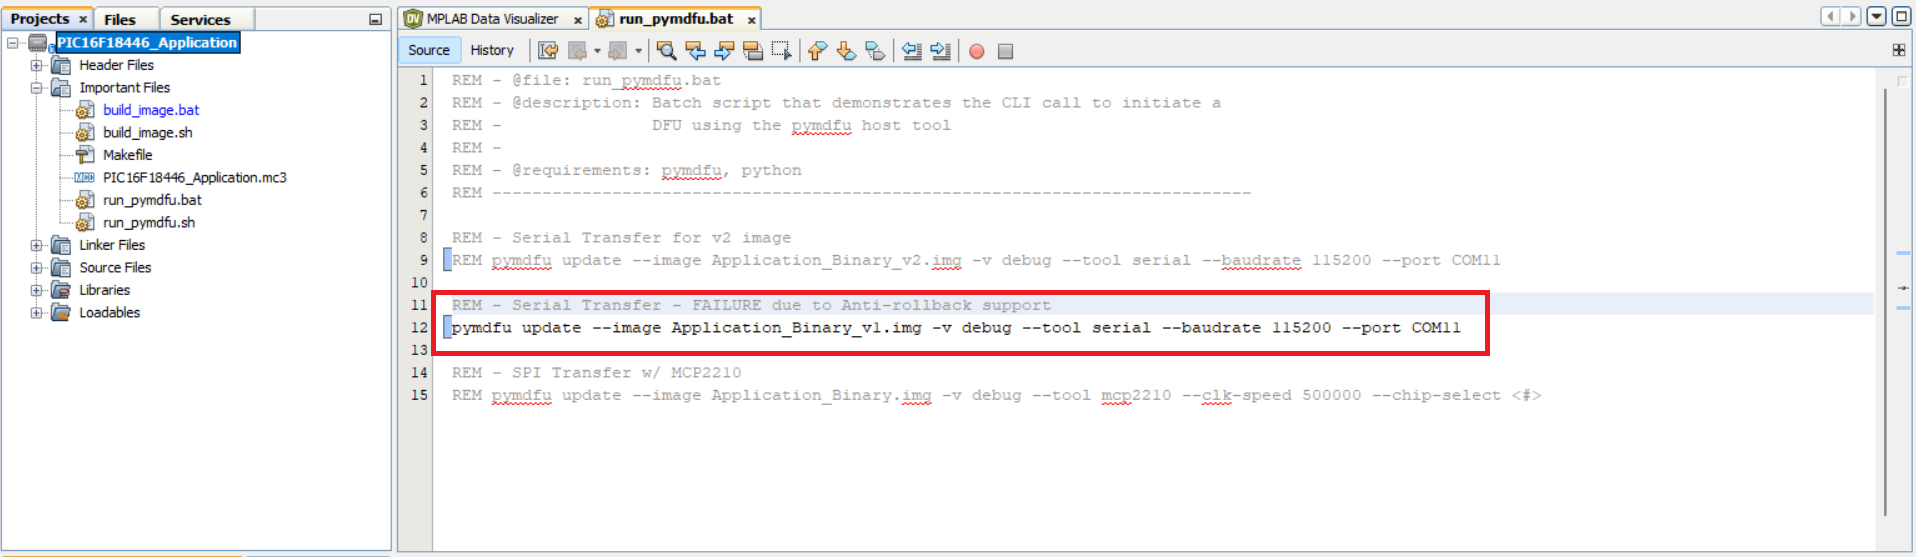 Projects × Files Services
PIC16F18446_Application
Header Files
Important Files
build_image.bat
build_image.sh
Makefile
PIC16F18446_Application.mc3
run_pymdfu.bat
run_pymdfu.sh
Linker Files
Source Files
Libraries
Loadables
MPLAB Data Visualizer × run_pymdfu.bat ×
Source History
1 REM - @file: run_pymdfu.bat
2 REM - @description: Batch script that demonstrates the CLI call to initiate a
3 REM - DFU using the pymdfu host tool
4 REM -
5 REM - @requirements: pymdfu, python
6 REM ----------------------------------------------------------------------------
7
8 REM - Serial Transfer for v2 image
9 REM pymdfu update --image Application_Binary_v2.img -v debug --tool serial --baudrate 115200 --port COM11
10
11 REM - Serial Transfer - FAILURE due to Anti-rollback support
12 pymdfu update --image Application_Binary_v1.img -v debug --tool serial --baudrate 115200 --port COM11
13
14 REM - SPI Transfer w/ MCP2210
15 REM pymdfu update --image Application_Binary.img -v debug --tool mcp2210 --clk-speed 500000 --chip-select <#>